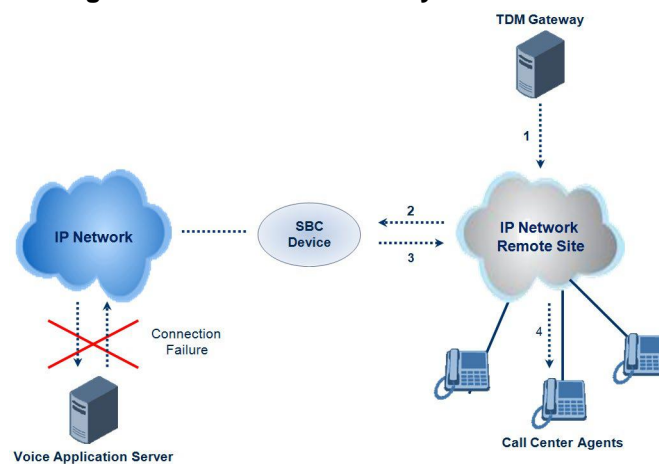 TDM Gateway
1
2
IP Network
SBC
Device
IP Network
Remote Site
3
Connection
Failure
4
Voice Application Server
Call Center Agents